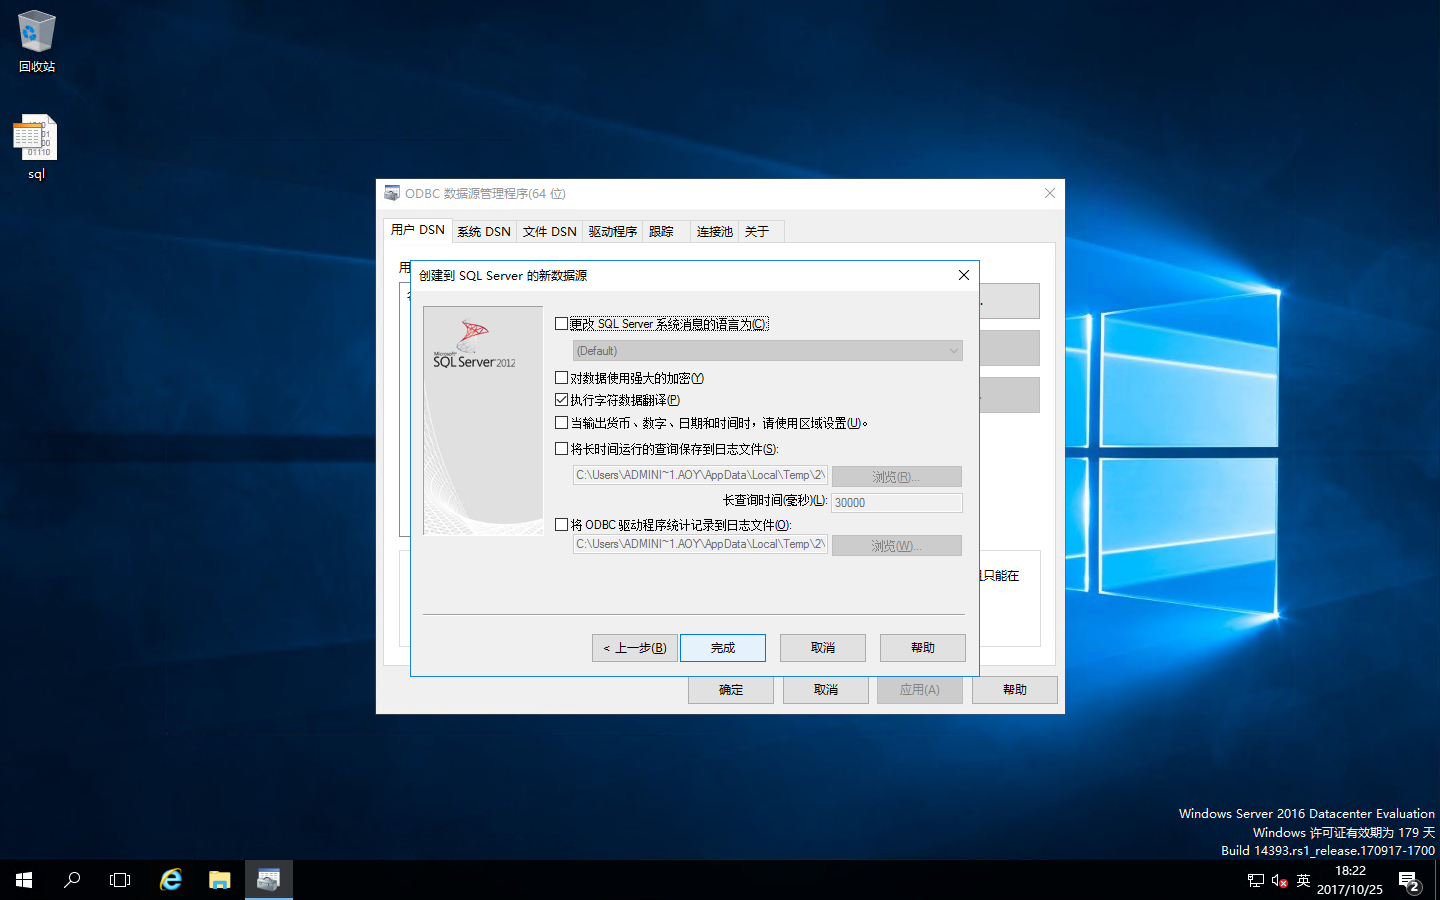 回收站
sql
ODBC 数据源管理程序(64 位)
用户 DSN
系统 DSN
文件 DSN
驱动程序
跟踪
连接池
关于
创建到 SQL Server 的新数据源
Microsoft
SQL Server 2012
更改 SQL Server 系统消息的语言为(C):
(Default)
对数据使用强大的加密(Y)
执行字符数据翻译(P)
当输出货币、数字、日期和时间时，请使用区域设置(U)。
将长时间运行的查询保存到日志文件(S):
C:\Users\ADMINI~1.AOY\AppData\Local\Temp\2\
浏览(R)...
长查询时间(毫秒)(L):
30000
将 ODBC 驱动程序统计记录到日志文件(O):
C:\Users\ADMINI~1.AOY\AppData\Local\Temp\2\
浏览(W)...
只能在
< 上一步(B)
完成
取消
帮助
确定
取消
应用(A)
帮助
Windows Server 2016 Datacenter Evaluation
Windows 许可证有效期为 179 天
Build 14393.rs1_release.170917-1700
英
18:22
2017/10/25
2